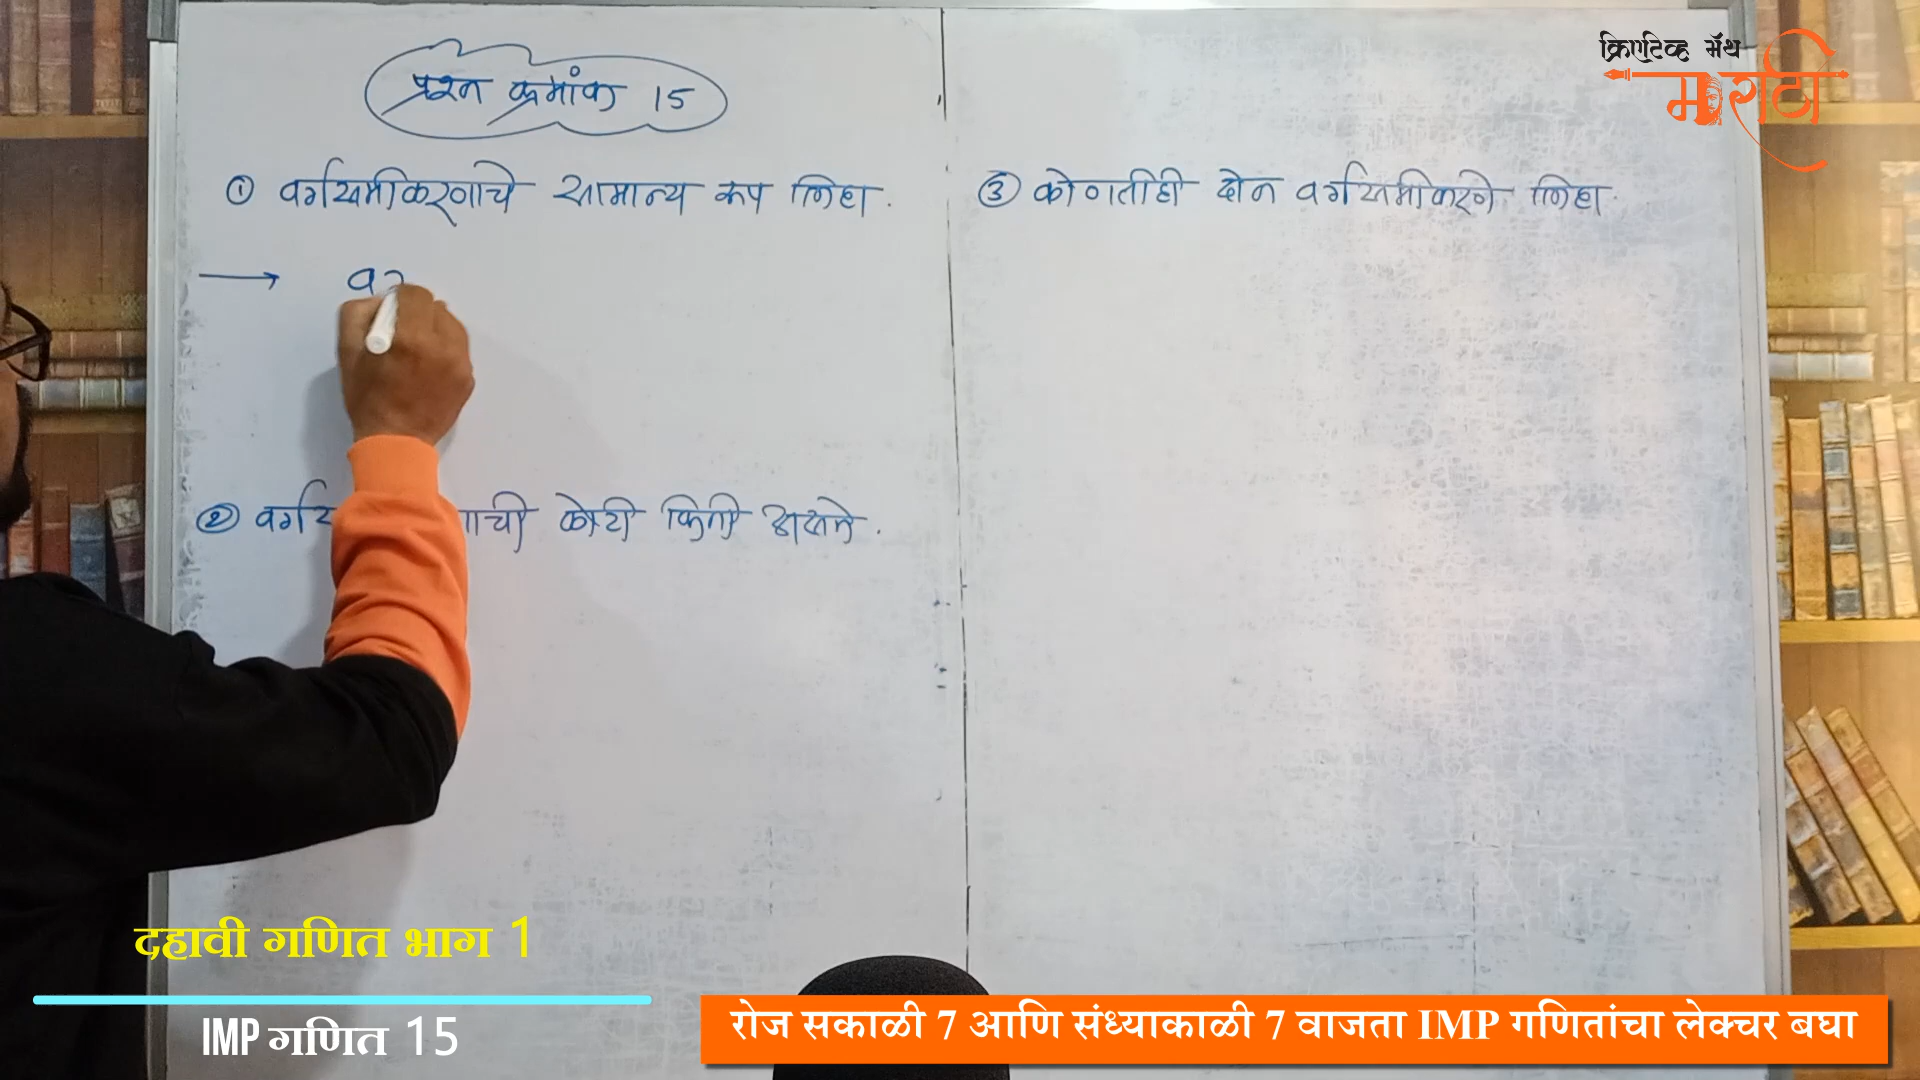 प्रश्न क्रमांक 15
① वर्गसमीकरणाचे सामान्य रूप लिहा.
② वर्गस णाची कोटी किती असते.
③ कोणतीही दोन वर्गसमीकरणे लिहा.
क्रिएटिव्ह मॅथ
मराठी
दहावी गणित भाग 1
IMP गणित 15
रोज सकाळी 7 आणि संध्याकाळी 7 वाजता IMP गणितांचा लेक्चर बघा